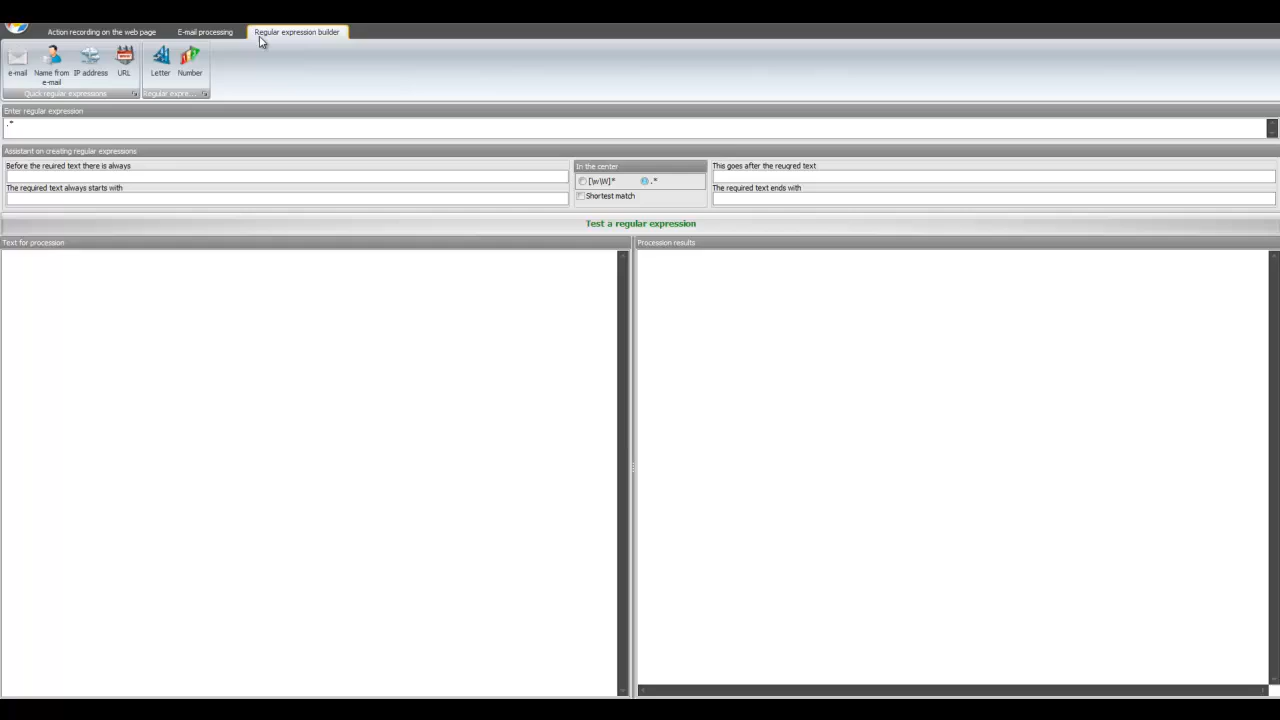 Action recording on the web page E-mail processing Regular expression builder
e-mail Name from e-mail IP address URL Letter Number
Quick regular expressions Regular expre...
Enter regular expression
.*
Assistant on creating regular expressions
Before the reuired text there is always In the center This goes after the reuqred text
[\w\W]* .*
The required text always starts with Shortest match The required text ends with
Test a regular expression
Text for procession Procession results